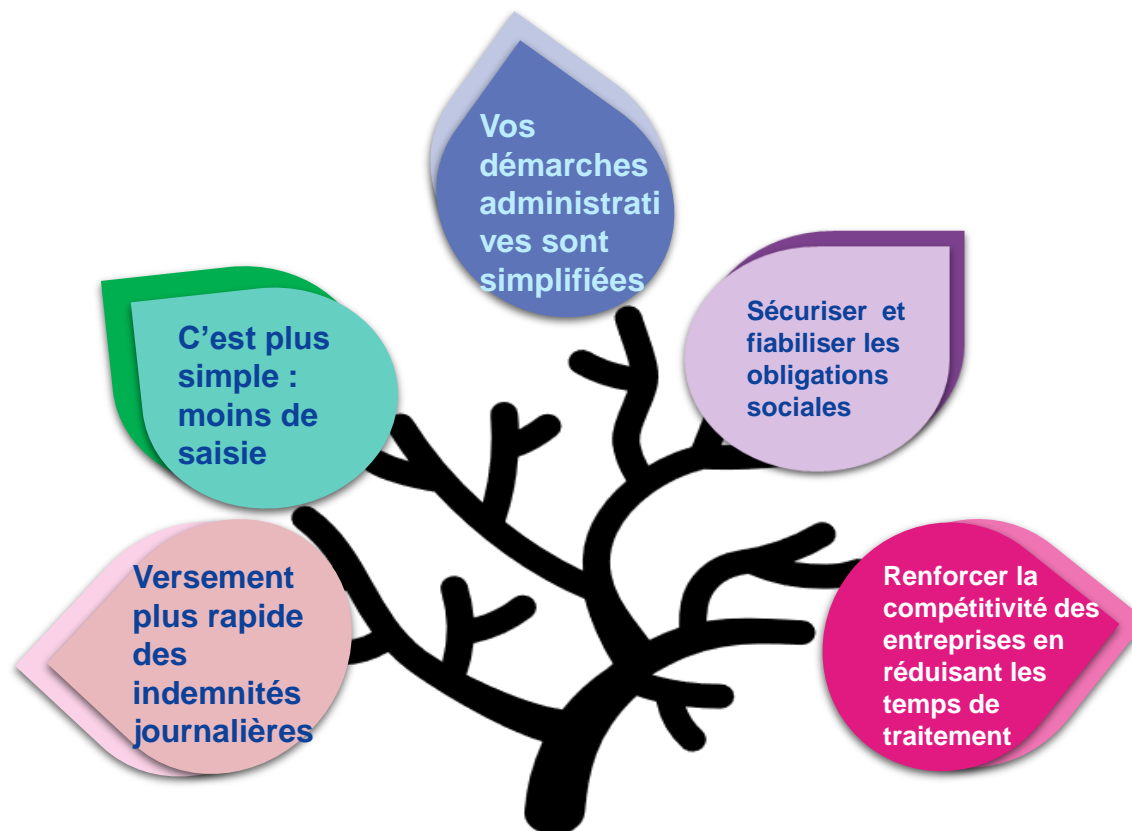 Vos
démarches
administrati
ves sont
simplifiées
C’est plus
simple :
moins de
saisie
Sécuriser et
fiabiliser les
obligations
sociales
Versement
plus rapide
des
indemnités
journalières
Renforcer la
compétitivité des
entreprises en
réduisant les
temps de
traitement